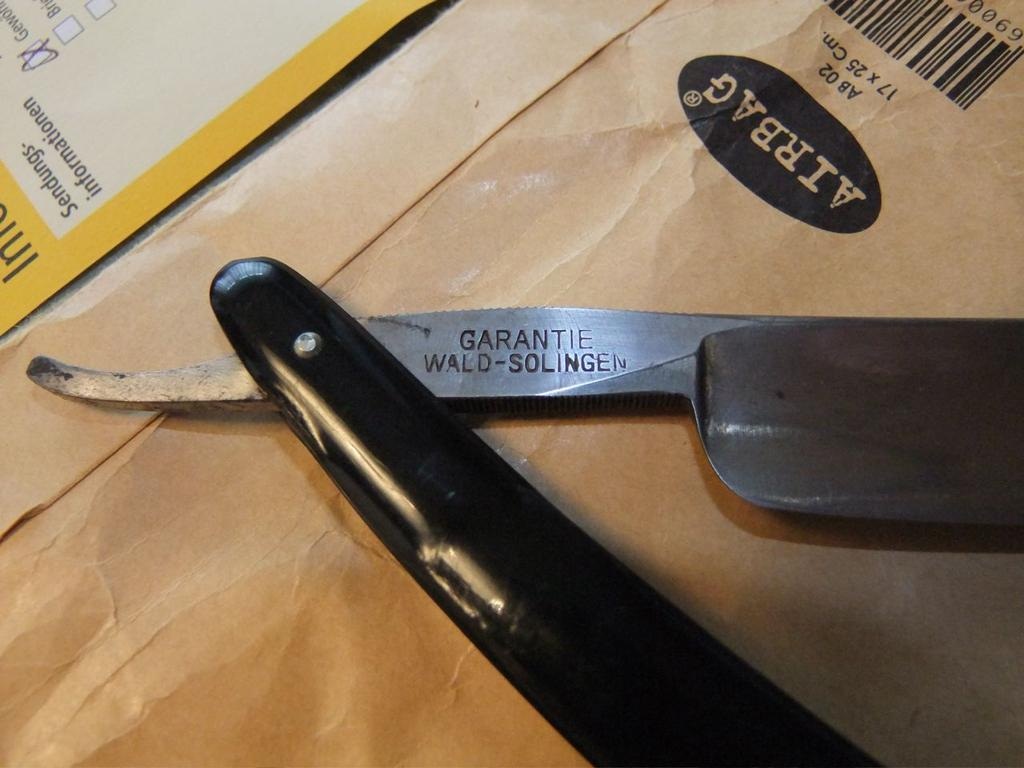 GARANTIE
WALD-SOLINGEN
AIRBAG®
AB 02
17 x 25 Cm.
Sendungs-
informationen